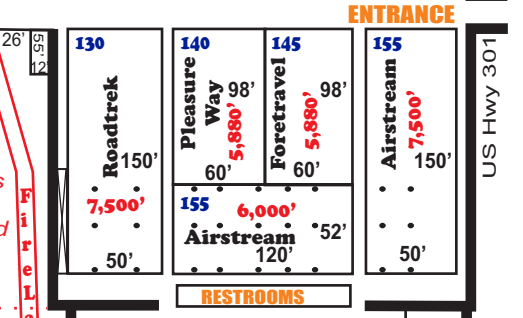 ENTRANCE
26'
5.5'
12'
130
Roadtrek
150'
7,500'
50'
140
Pleasure
Way
98'
5,880'
60'
145
Foretravel
98'
5,880'
60'
155
Airstream
7,500'
150'
50'
155
6,000'
Airstream
52'
120'
RESTROOMS
US Hwy 301
s
d
Fire L